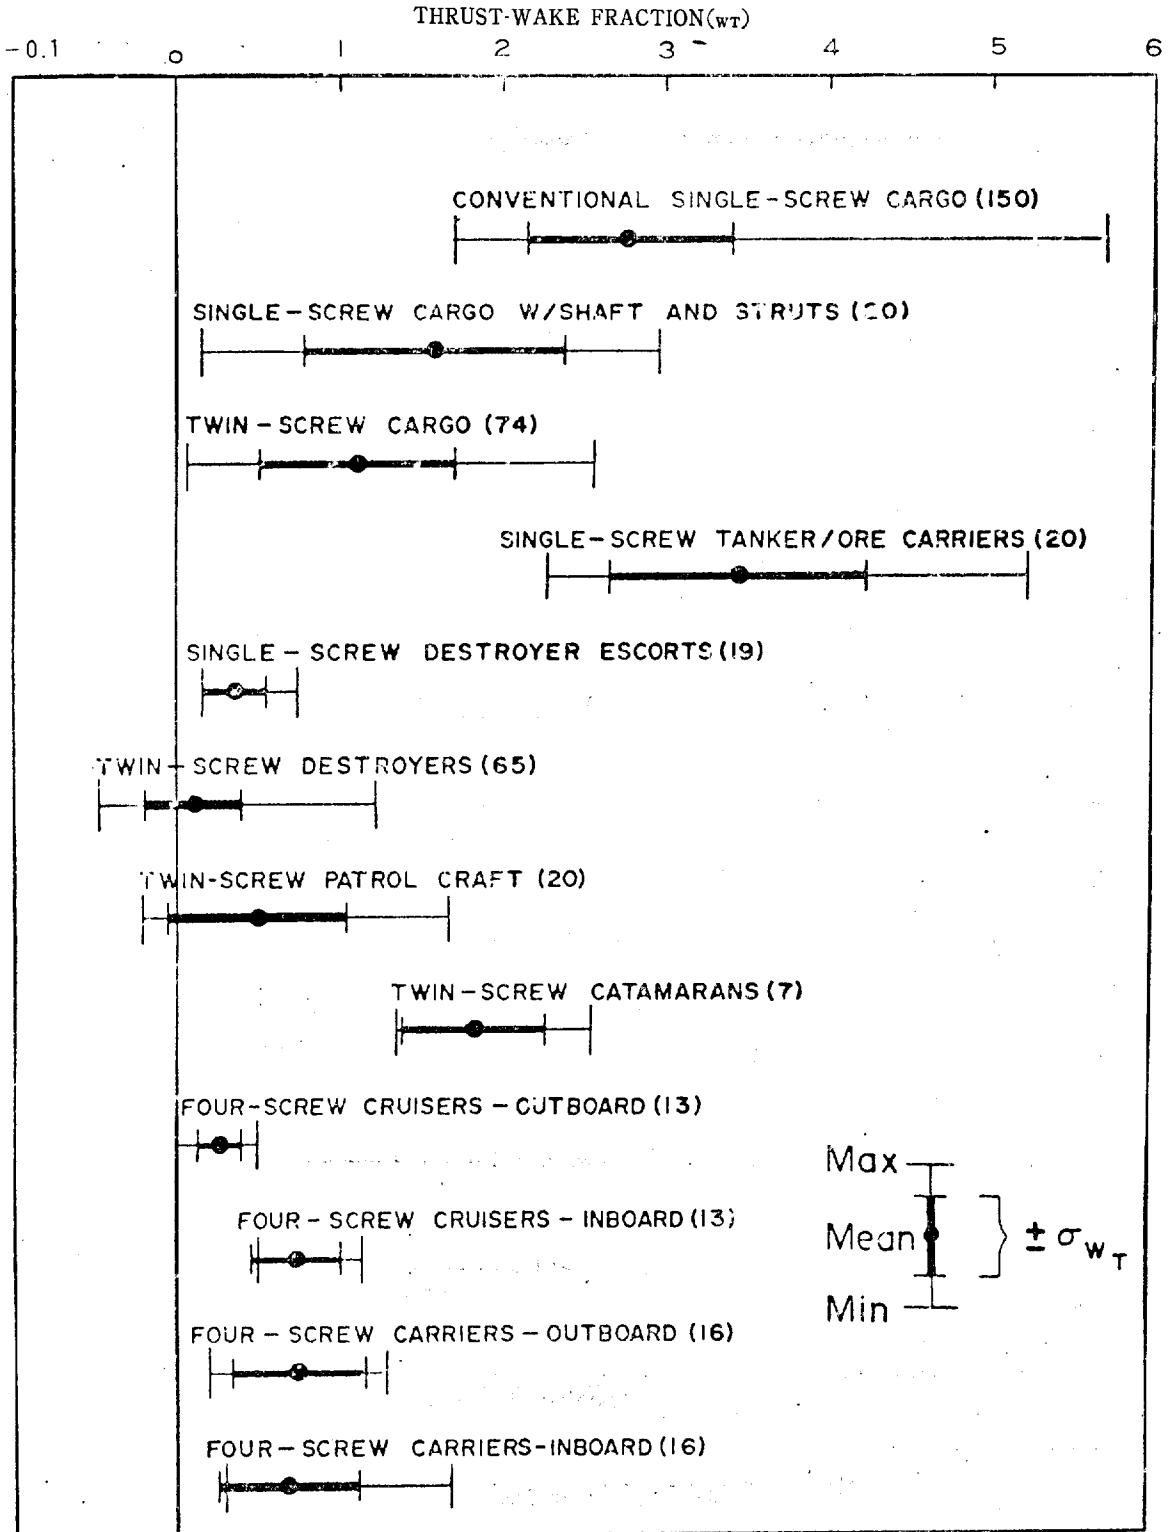 THRUST-WAKE FRACTION(WT)
-0.1 0 1 2 3 4 5 6
CONVENTIONAL SINGLE-SCREW CARGO (150)
SINGLE-SCREW CARGO W/SHAFT AND STRUTS
TWIN-SCREW CARGO (74)
SINGLE-SCREW TANKER/ORE CARRIERS (20)
SINGLE-SCREW DESTROYER ESCORTS (19)
TWIN-SCREW DESTROYERS (65)
TWIN-SCREW PATROL CRAFT (20)
TWIN-SCREW CATAMARANS (7)
FOUR-SCREW CRUISERS-OUTBOARD (13)
FOUR-SCREW CRUISERS-INBOARD (13)
FOUR-SCREW CARRIERS-OUTBOARD (16)
FOUR-SCREW CARRIERS-INBOARD (16)
Max
Mean ± σ W T
Min